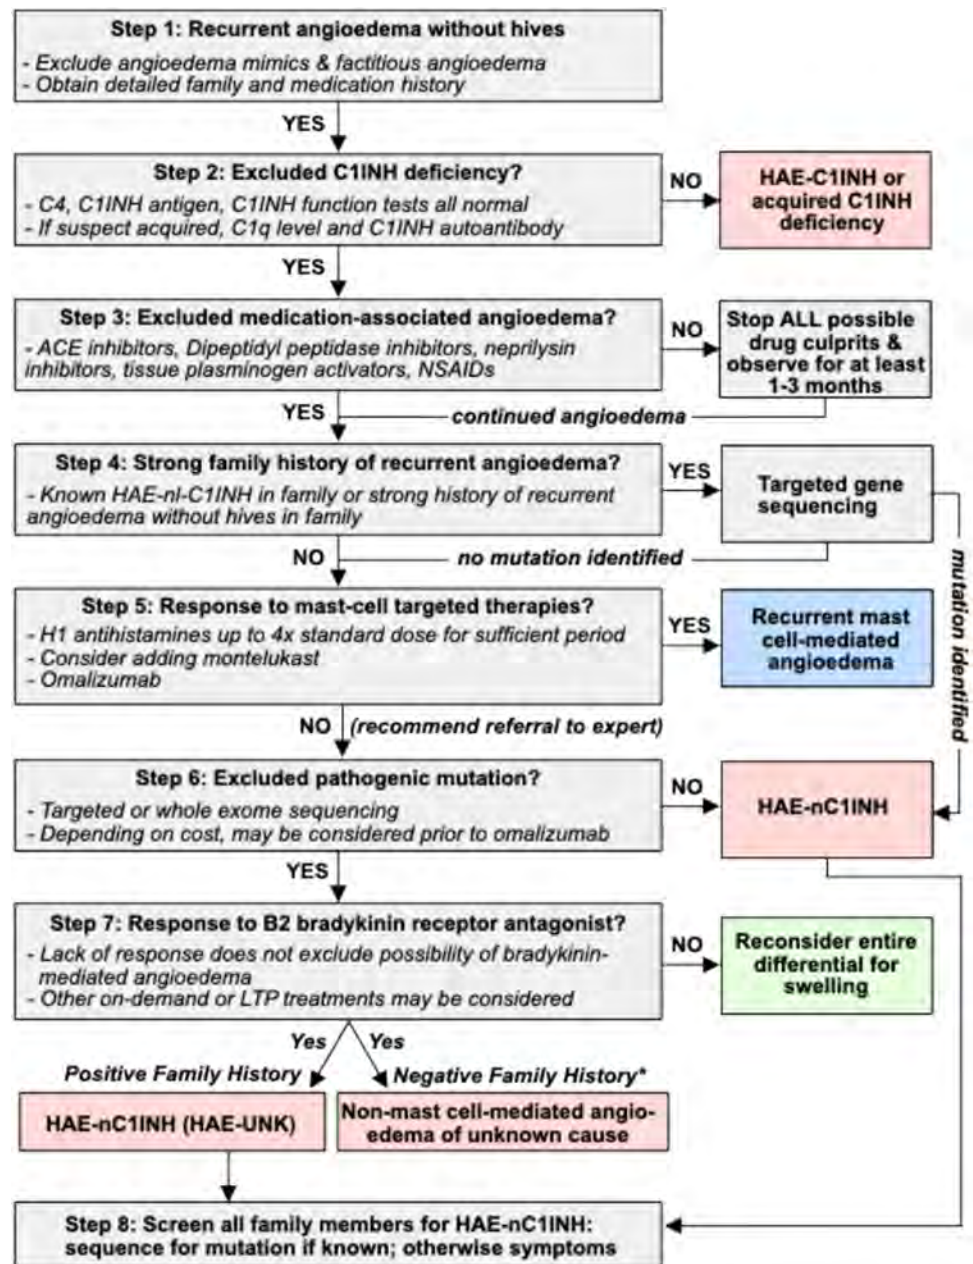 Step 1: Recurrent angioedema without hives
- Exclude angioedema mimics & factitious angioedema
- Obtain detailed family and medication history
YES
Step 2: Excluded C1INH deficiency?
- C4, C1INH antigen, C1INH function tests all normal
- If suspect acquired, C1q level and C1INH autoantibody
NO
HAE-C1INH or
acquired C1INH
deficiency
YES
Step 3: Excluded medication-associated angioedema?
- ACE inhibitors, Dipeptidyl peptidase inhibitors, neprilysin
inhibitors, tissue plasminogen activators, NSAIDs
NO
Stop ALL possible
drug culprits &
observe for at least
1-3 months
YES
continued angioedema
Step 4: Strong family history of recurrent angioedema?
- Known HAE-nl-C1INH in family or strong history of recurrent
angioedema without hives in family
YES
Targeted gene
sequencing
NO
no mutation identified
mutation identified
Step 5: Response to mast-cell targeted therapies?
- H1 antihistamines up to 4x standard dose for sufficient period
- Consider adding montelukast
- Omalizumab
YES
Recurrent mast
cell-mediated
angioedema
NO (recommend referral to expert)
Step 6: Excluded pathogenic mutation?
- Targeted or whole exome sequencing
- Depending on cost, may be considered prior to omalizumab
NO
HAE-nC1INH
YES
Step 7: Response to B2 bradykinin receptor antagonist?
- Lack of response does not exclude possibility of bradykinin-
mediated angioedema
- Other on-demand or LTP treatments may be considered
NO
Reconsider entire
differential for
swelling
Yes Yes
Positive Family History
Negative Family History*
HAE-nC1INH (HAE-UNK)
Non-mast cell-mediated angio-
edema of unknown cause
Step 8: Screen all family members for HAE-nC1INH:
sequence for mutation if known; otherwise symptoms